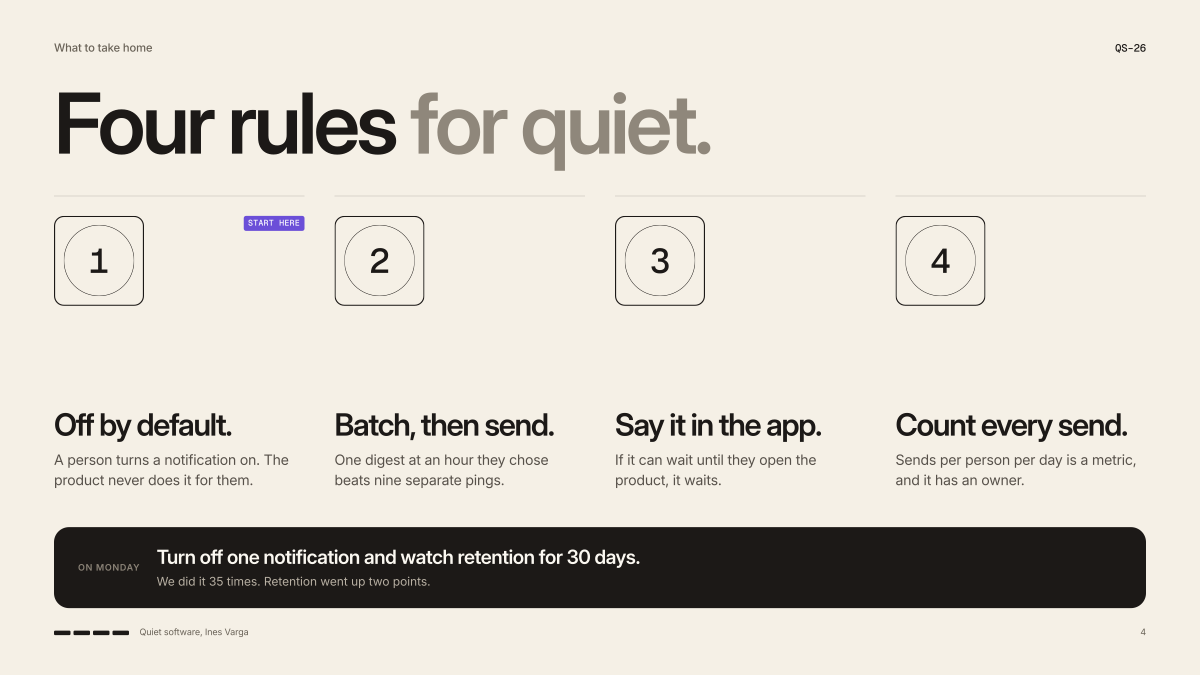 What to take home
QS-26
Four rules for quiet.
1
START HERE
2
3
4
Off by default.
A person turns a notification on. The
product never does it for them.
Batch, then send.
One digest at an hour they chose
beats nine separate pings.
Say it in the app.
If it can wait until they open the
product, it waits.
Count every send.
Sends per person per day is a metric,
and it has an owner.
ON MONDAY
Turn off one notification and watch retention for 30 days.
We did it 35 times. Retention went up two points.
Quiet software, Ines Varga
4